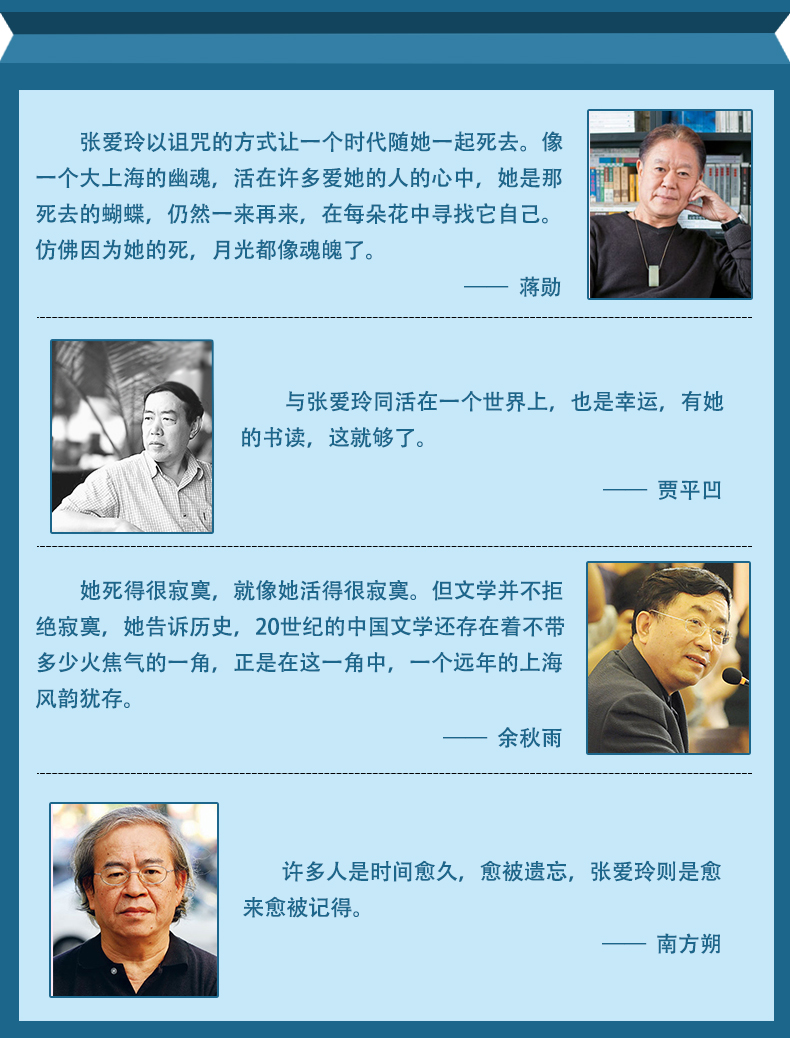 张爱玲以诅咒的方式让一个时代随她一起死去。像
一个大上海的幽魂，活在许多爱她的人的心中，她是那
死去的蝴蝶，仍然一来再来，在每朵花中寻找它自己。
仿佛因为她的死，月光都像魂魄了。
—— 蒋勋
与张爱玲同活在一个世界上，也是幸运，有她
的书读，这就够了。
—— 贾平凹
她死得很寂寞，就像她活得很寂寞。但文学并不拒
绝寂寞，她告诉历史，20世纪的中国文学还存在着不带
多少火焦气的一角，正是在这一角中，一个远年的上海
风韵犹存。
—— 余秋雨
许多人是时间愈久，愈被遗忘，张爱玲则是愈
来愈被记得。
—— 南方朔